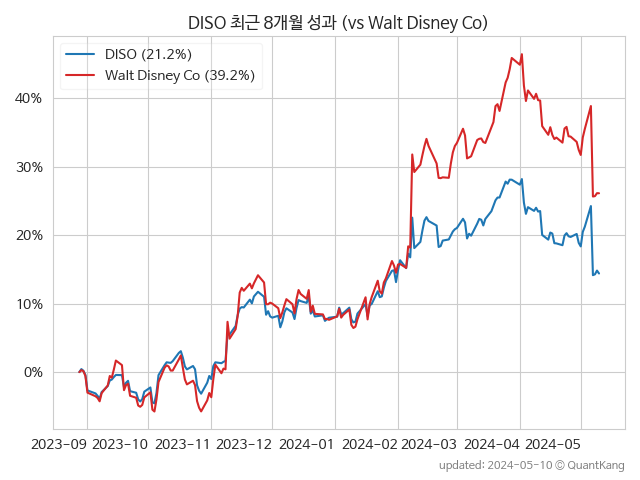 DISO 최근 8개월 성과 (vs Walt Disney Co)
DISO (21.2%)
Walt Disney Co (39.2%)
40%
30%
20%
10%
0%
2023-09 2023-10 2023-11 2023-12 2024-01 2024-02 2024-03 2024-04 2024-05
updated: 2024-05-10 © QuantKang